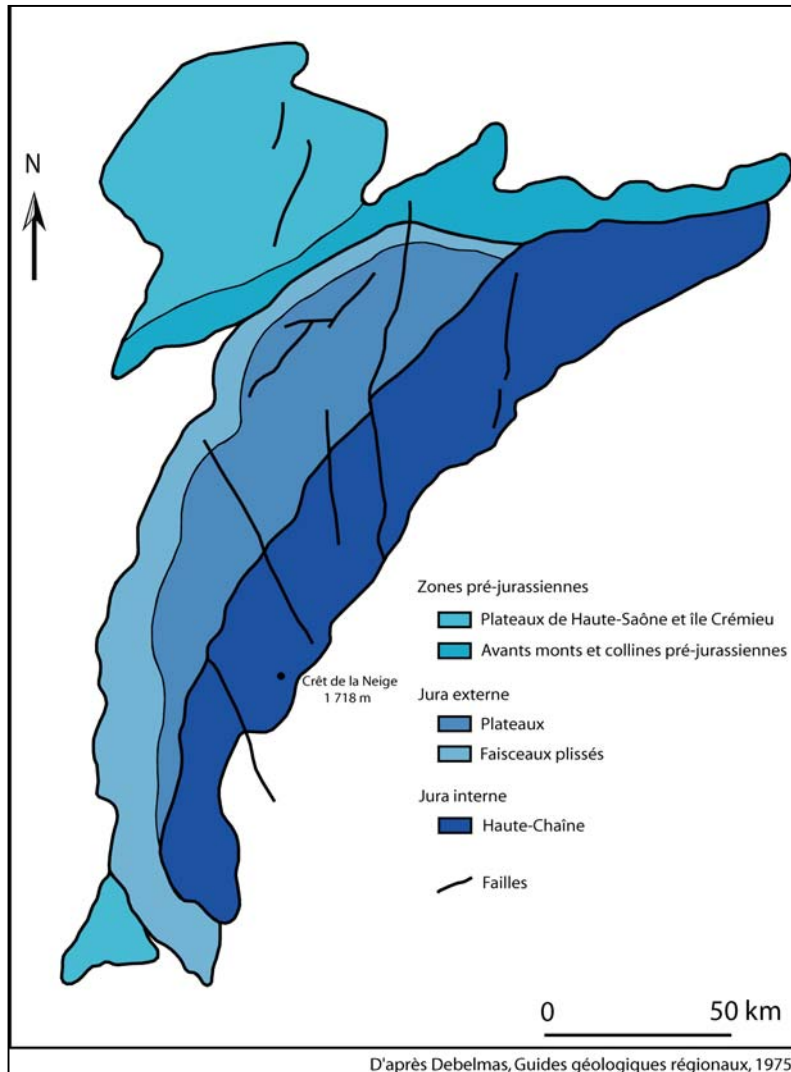 N
Crêt de la Neige
1 718 m
Zones pré-jurassiennes
Plateaux de Haute-Saône et île Crémieu
Avants monts et collines pré-jurassiennes
Jura externe
Plateaux
Faisceaux plissés
Jura interne
Haute-Chaîne
Failles
0 50 km
D'après Debelmas, Guides géologiques régionaux, 1975